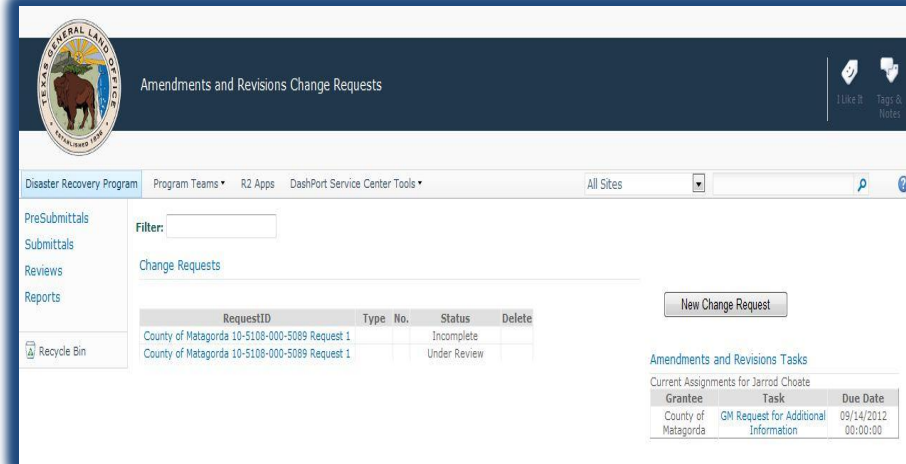 TEXAS GENERAL LAND OFFICE
ESTABLISHED 1836
Amendments and Revisions Change Requests
I Like It
Tags & Notes
Disaster Recovery Program
Program Teams
R2 Apps
DashPort Service Center Tools
All Sites
PreSubmittals
Submittals
Reviews
Reports
Recycle Bin
Filter:
Change Requests
RequestID Type No. Status Delete
County of Matagorda 10-5108-000-5089 Request 1 Incomplete
County of Matagorda 10-5108-000-5089 Request 1 Under Review
New Change Request
Amendments and Revisions Tasks
Current Assignments for Jarrod Choate
Grantee Task Due Date
County of Matagorda
GM Request for Additional Information
09/14/2012 00:00:00